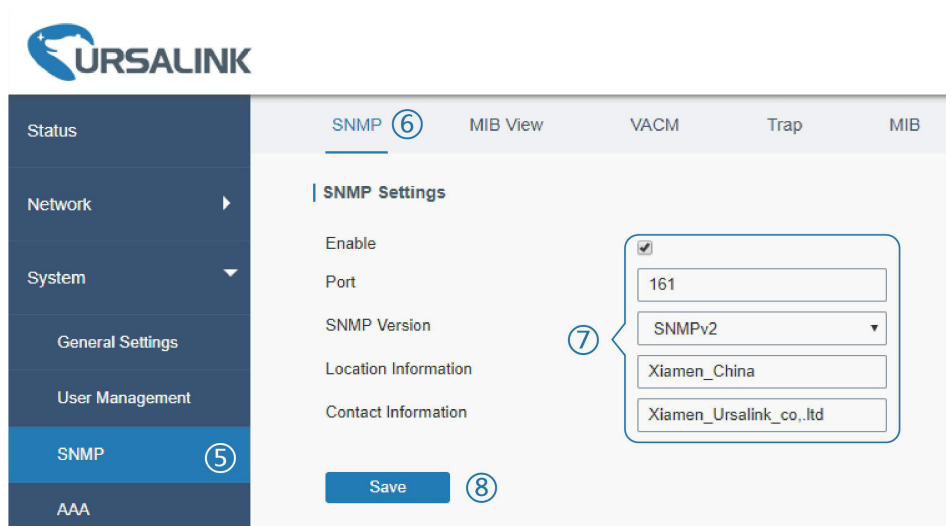 URSALINK
Status
Network
System
General Settings
User Management
SNMP ⑤
AAA
SNMP ⑥ MIB View VACM Trap MIB
SNMP Settings
Enable
Port 161
SNMP Version ⑦ SNMPv2
Location Information Xiamen_China
Contact Information Xiamen_Ursalink_co,.ltd
Save ⑧